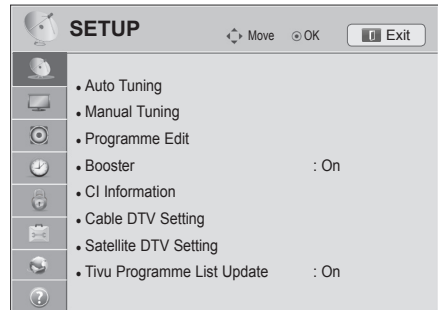 SETUP Move OK Exit
• Auto Tuning
• Manual Tuning
• Programme Edit
• Booster : On
• CI Information
• Cable DTV Setting
• Satellite DTV Setting
• Tivu Programme List Update : On
?